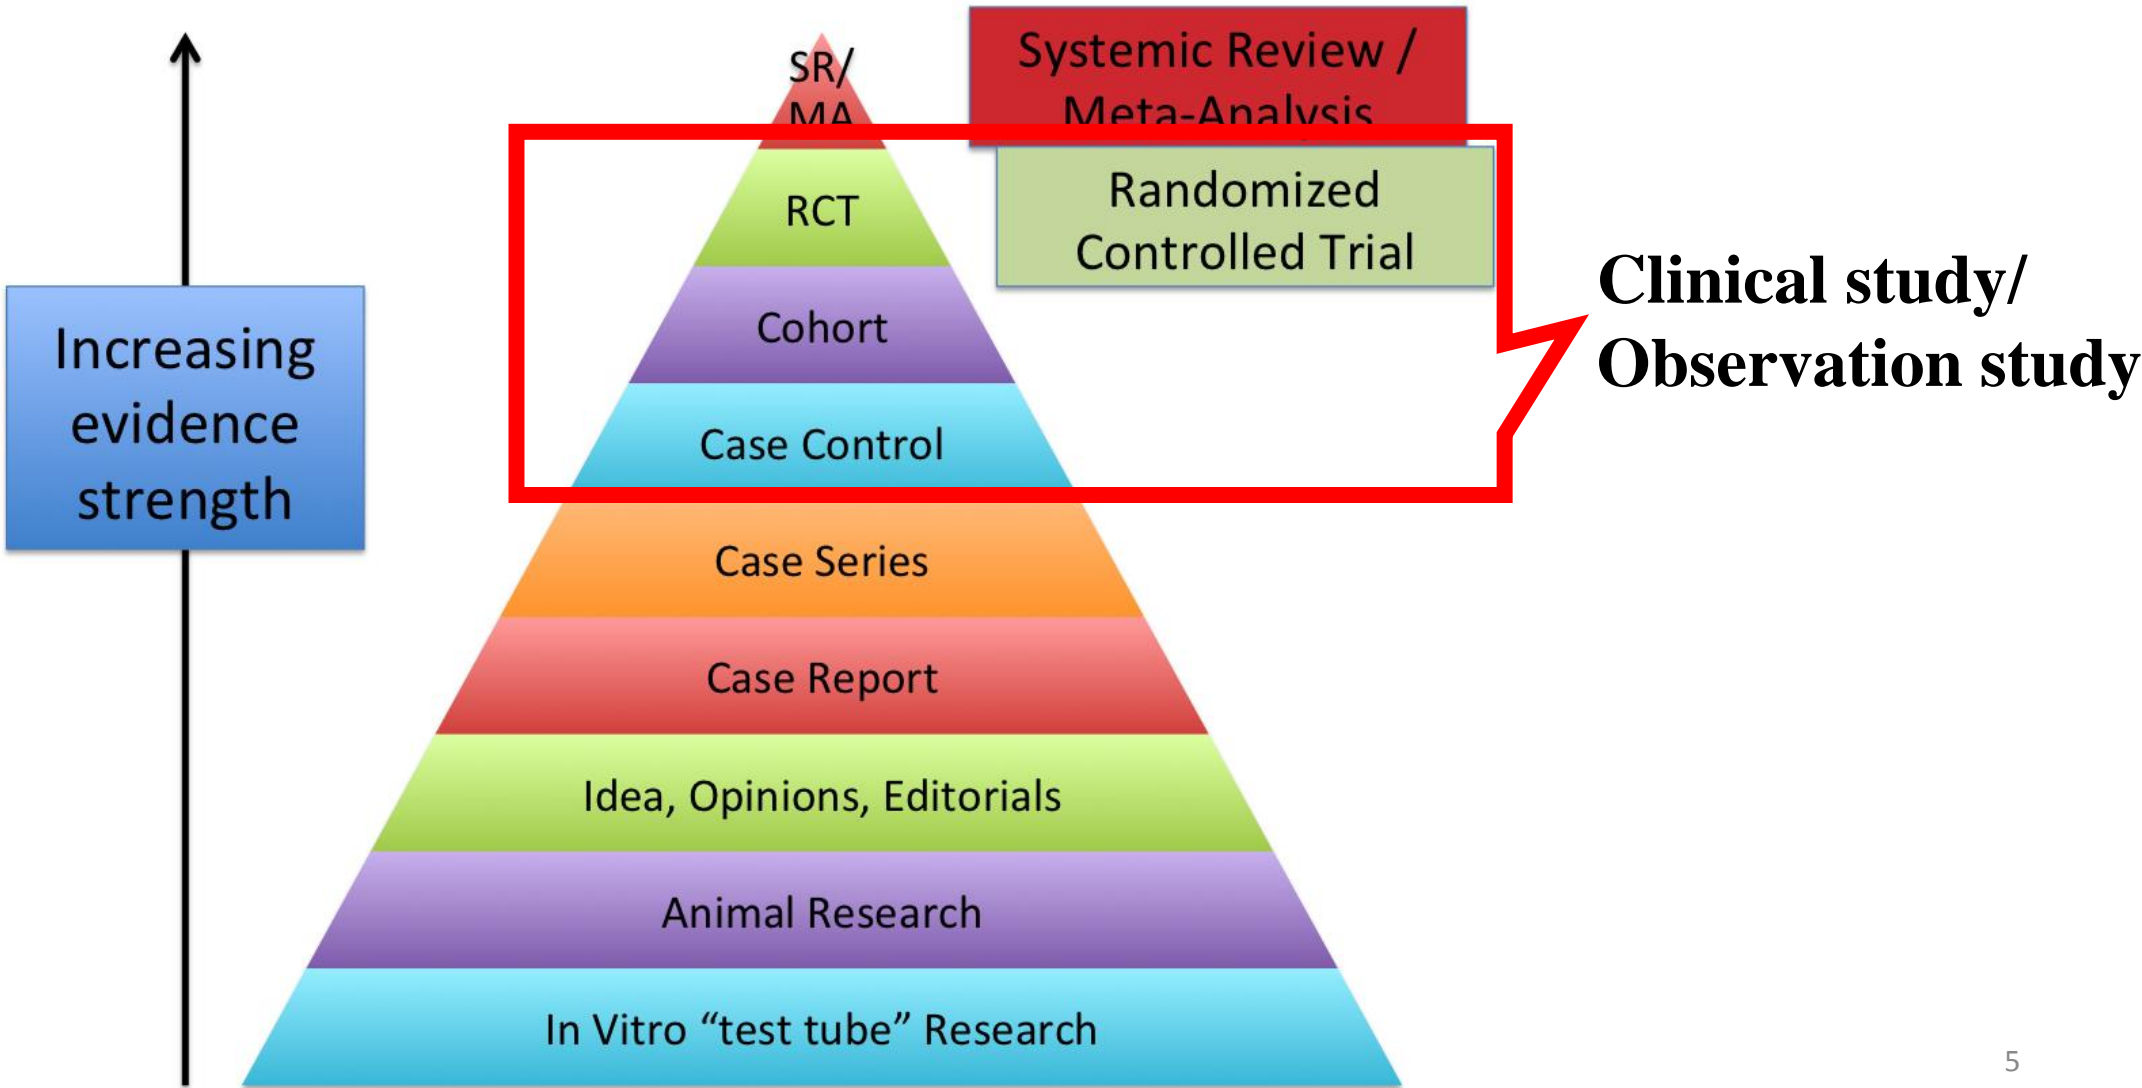 Increasing
evidence
strength
SR/
MA
RCT
Cohort
Case Control
Case Series
Case Report
Idea, Opinions, Editorials
Animal Research
In Vitro “test tube” Research
Systemic Review /
Meta-Analysis
Randomized
Controlled Trial
Clinical study/
Observation study
5